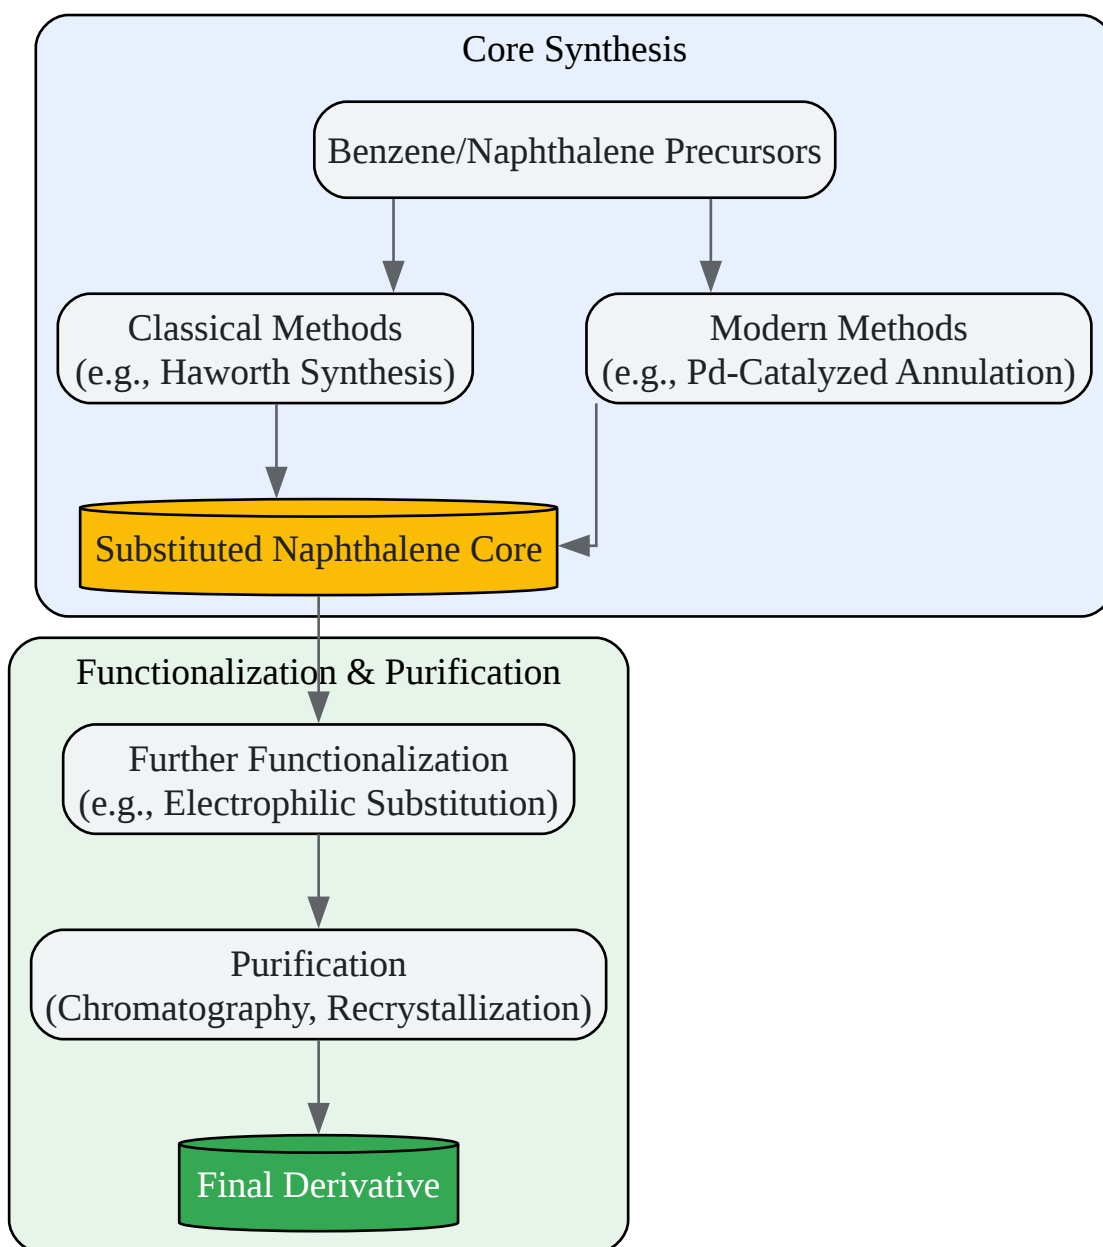 Core Synthesis
Benzene/Naphthalene Precursors
Classical Methods
(e.g., Haworth Synthesis)
Modern Methods
(e.g., Pd-Catalyzed Annulation)
Substituted Naphthalene Core
Functionalization & Purification
Further Functionalization
(e.g., Electrophilic Substitution)
Purification
(Chromatography, Recrystallization)
Final Derivative